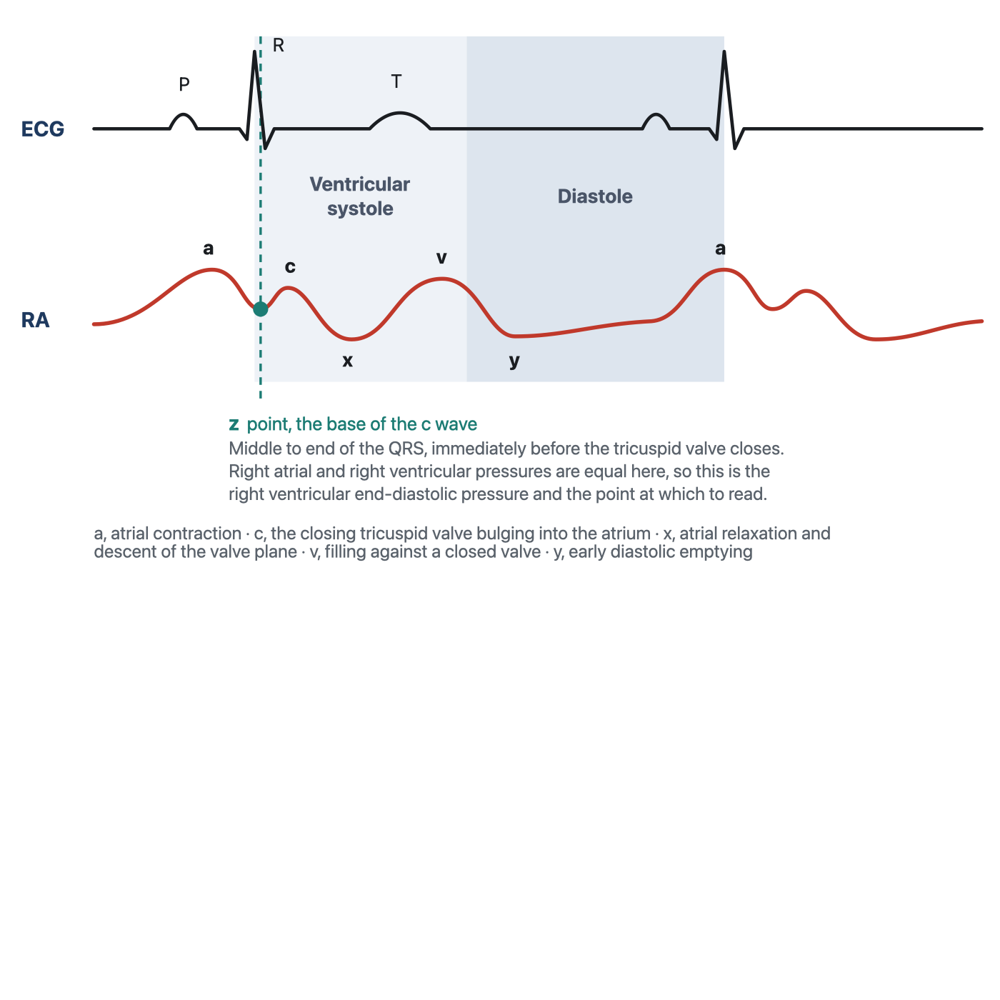 R
P
T
ECG
Ventricular
systole
Diastole
a
c
v
a
RA
x
y
z point, the base of the c wave
Middle to end of the QRS, immediately before the tricuspid valve closes.
Right atrial and right ventricular pressures are equal here, so this is the
right ventricular end-diastolic pressure and the point at which to read.
a, atrial contraction · c, the closing tricuspid valve bulging into the atrium · x, atrial relaxation and
descent of the valve plane · v, filling against a closed valve · y, early diastolic emptying